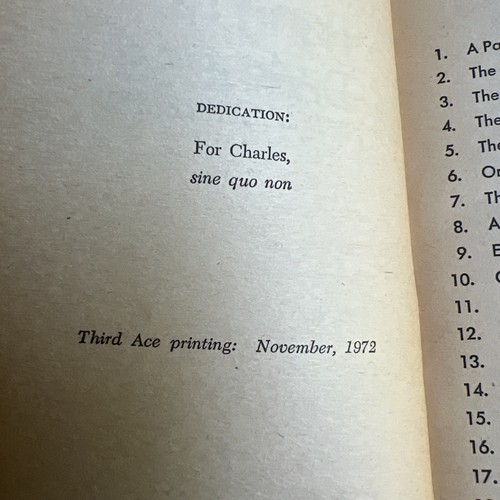 DEDICATION:
For Charles,
sine quo non
Third Ace printing: November, 1972
1. A
2. The
3. The
4. The
5.
6.
7.
8. A
9.
10.
11.
12.
13.
14.
15.
16.
17.